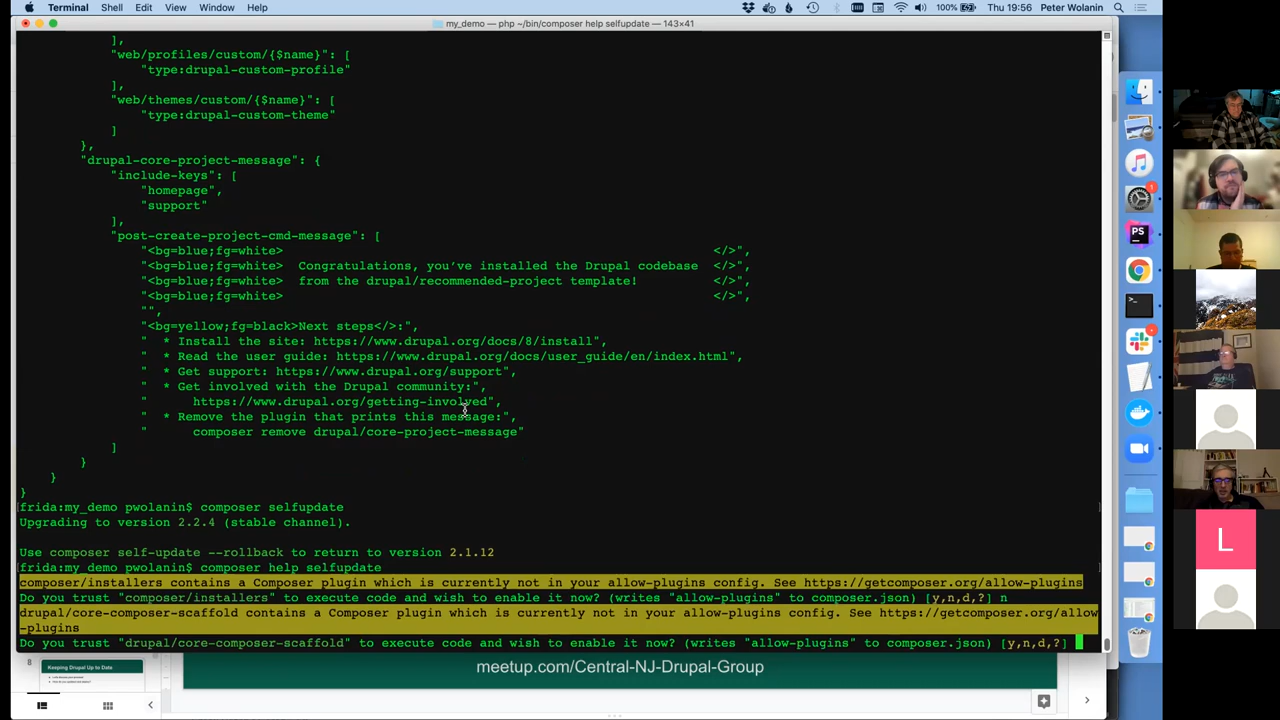 Terminal Shell Edit View Window Help 100% Thu 19:56 Peter Wolanin
my_demo — php ~/bin/composer help selfupdate — 143×41
],
"web/profiles/custom/{$name}": [
"type:drupal-custom-profile"
],
"web/themes/custom/{$name}": [
"type:drupal-custom-theme"
]
},
"drupal-core-project-message": {
"include-keys": [
"homepage",
"support"
],
"post-create-project-cmd-message": [
"<bg=blue;fg=white> </>",
"<bg=blue;fg=white> Congratulations, you've installed the Drupal codebase </>",
"<bg=blue;fg=white> from the drupal/recommended-project template! </>",
"<bg=blue;fg=white> </>",
"",
"<bg=yellow;fg=black>Next steps</>:",
" * Install the site: https://www.drupal.org/docs/8/install",
" * Read the user guide: https://www.drupal.org/docs/user_guide/en/index.html",
" * Get support: https://www.drupal.org/support",
" * Get involved with the Drupal community:",
" https://www.drupal.org/getting-involved",
" * Remove the plugin that prints this message:",
" composer remove drupal/core-project-message"
]
}
}
}
frida:my_demo pwolanin$ composer selfupdate
Upgrading to version 2.2.4 (stable channel).
Use composer self-update --rollback to return to version 2.1.12
frida:my_demo pwolanin$ composer help selfupdate
composer/installers contains a Composer plugin which is currently not in your allow-plugins config. See https://getcomposer.org/allow-plugins
Do you trust "composer/installers" to execute code and wish to enable it now? (writes "allow-plugins" to composer.json) [y,n,d,?] n
drupal/core-composer-scaffold contains a Composer plugin which is currently not in your allow-plugins config. See https://getcomposer.org/allow
-plugins
Do you trust "drupal/core-composer-scaffold" to execute code and wish to enable it now? (writes "allow-plugins" to composer.json) [y,n,d,?]
8 Keeping Drupal Up to Date
meetup.com/Central-NJ-Drupal-Group
PS
L